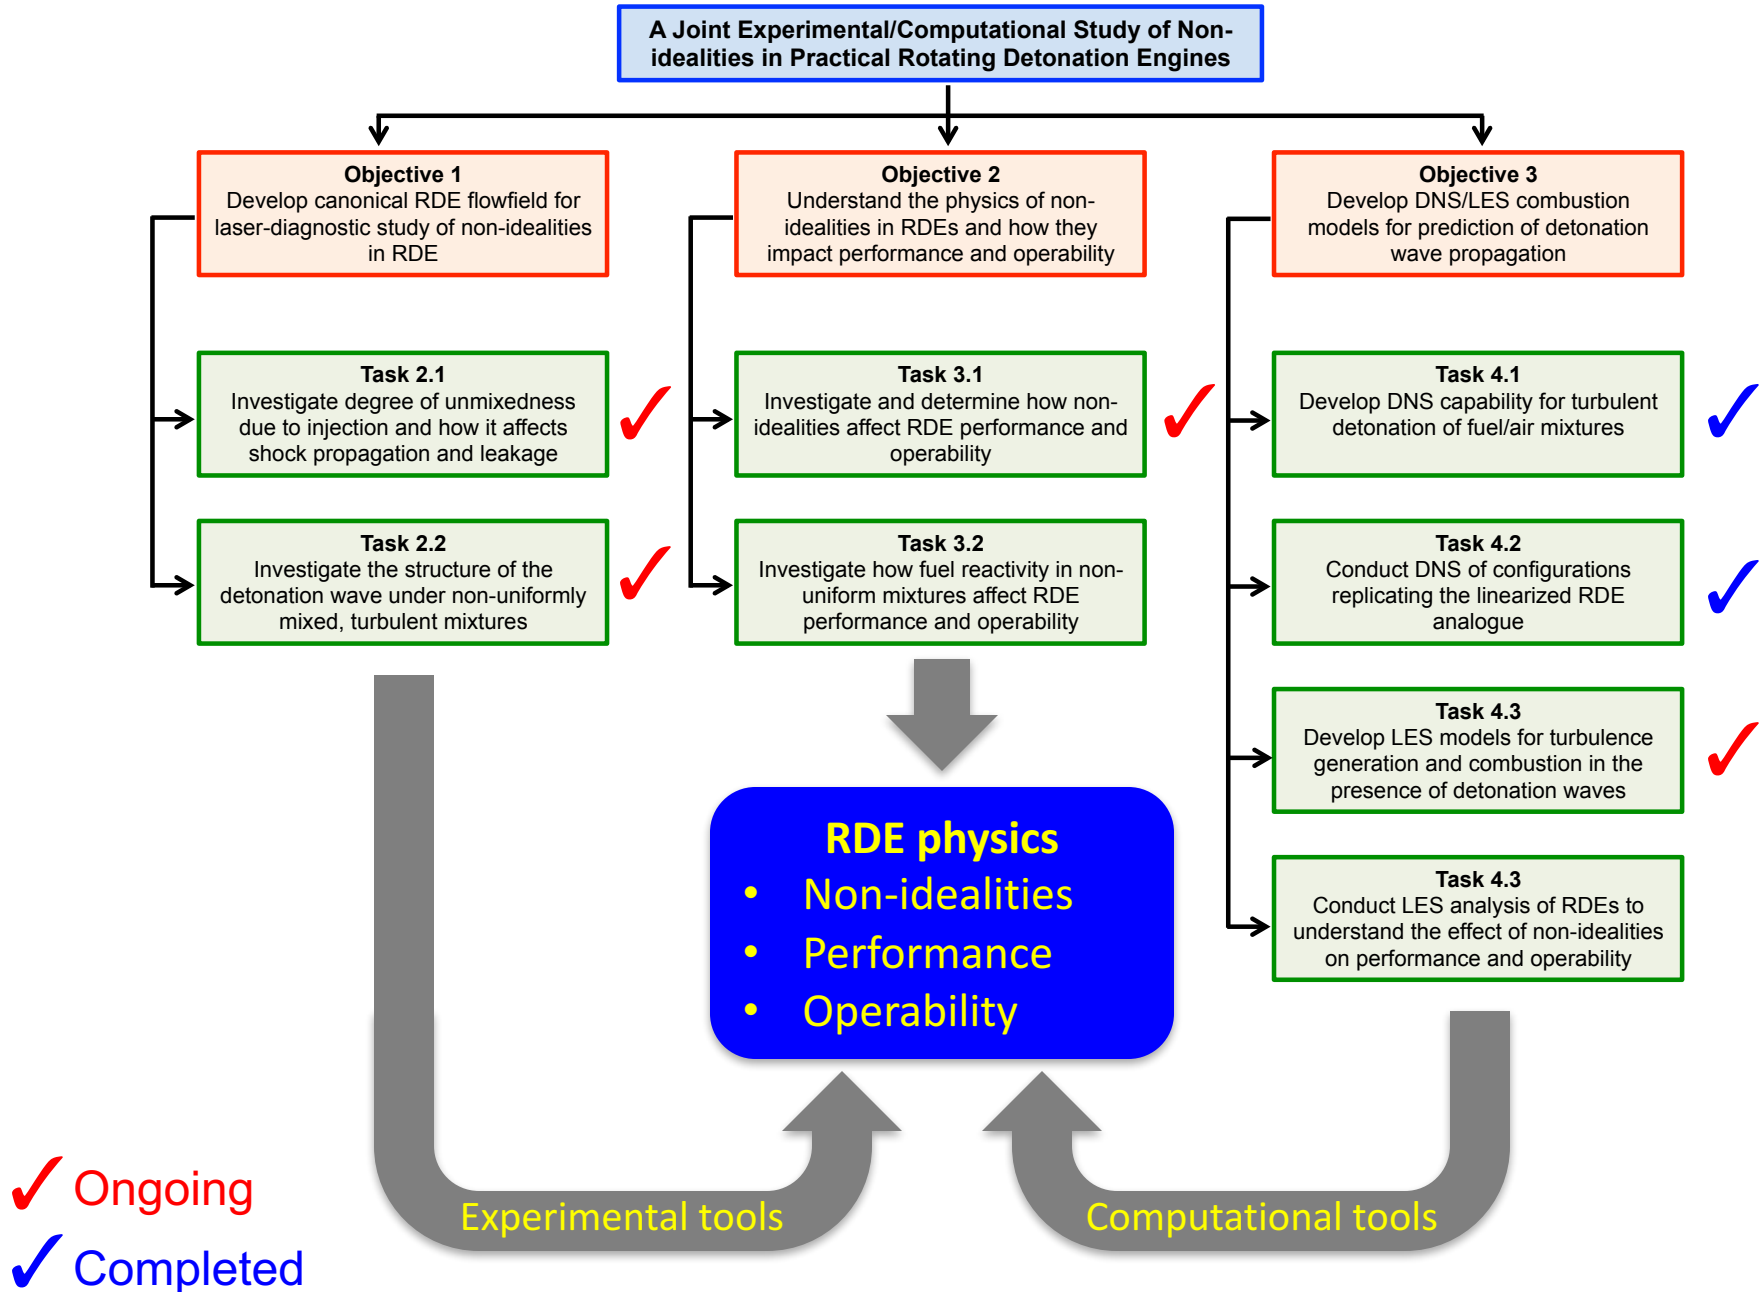 A Joint Experimental/Computational Study of Non-
idealities in Practical Rotating Detonation Engines
Objective 1
Develop canonical RDE flowfield for
laser-diagnostic study of non-idealities
in RDE
Objective 2
Understand the physics of non-
idealities in RDEs and how they
impact performance and operability
Objective 3
Develop DNS/LES combustion
models for prediction of detonation
wave propagation
Task 2.1
Investigate degree of unmixedness
due to injection and how it affects
shock propagation and leakage
Task 3.1
Investigate and determine how non-
idealities affect RDE performance and
operability
Task 4.1
Develop DNS capability for turbulent
detonation of fuel/air mixtures
Task 2.2
Investigate the structure of the
detonation wave under non-uniformly
mixed, turbulent mixtures
Task 3.2
Investigate how fuel reactivity in non-
uniform mixtures affect RDE
performance and operability
Task 4.2
Conduct DNS of configurations
replicating the linearized RDE
analogue
Task 4.3
Develop LES models for turbulence
generation and combustion in the
presence of detonation waves
Task 4.3
Conduct LES analysis of RDEs to
understand the effect of non-idealities
on performance and operability
RDE physics
• Non-idealities
• Performance
• Operability
Experimental tools
Computational tools
✓ Ongoing
✓ Completed